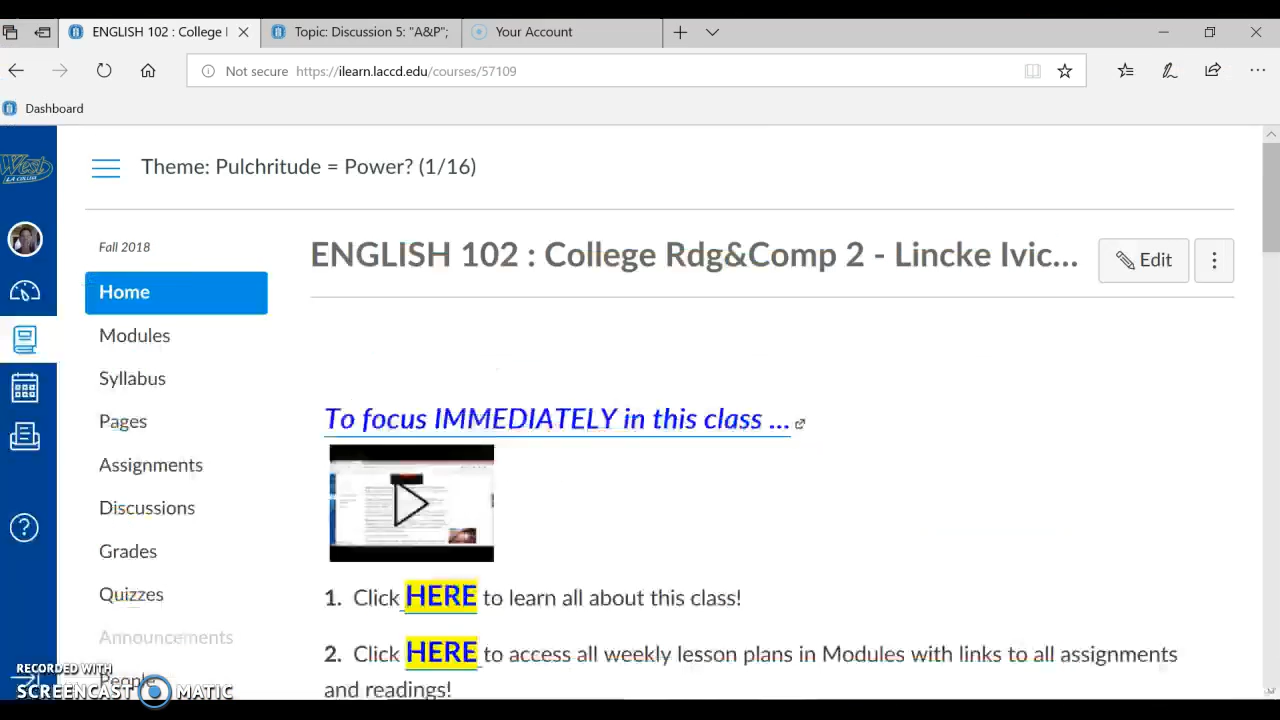 ENGLISH 102 : College
Topic: Discussion 5: "A&P";
Your Account
Not secure https://ilearn.laccd.edu/courses/57109
Dashboard
West
LA COLLEGE
Theme: Pulchritude = Power? (1/16)
Fall 2018
Home
Modules
Syllabus
Pages
Assignments
Discussions
Grades
Quizzes
Announcements
People
ENGLISH 102 : College Rdg&Comp 2 - Lincke Ivic...
Edit
To focus IMMEDIATELY in this class ...
1. Click HERE to learn all about this class!
2. Click HERE to access all weekly lesson plans in Modules with links to all assignments
and readings!
RECORDED WITH
SCREENCAST MATIC